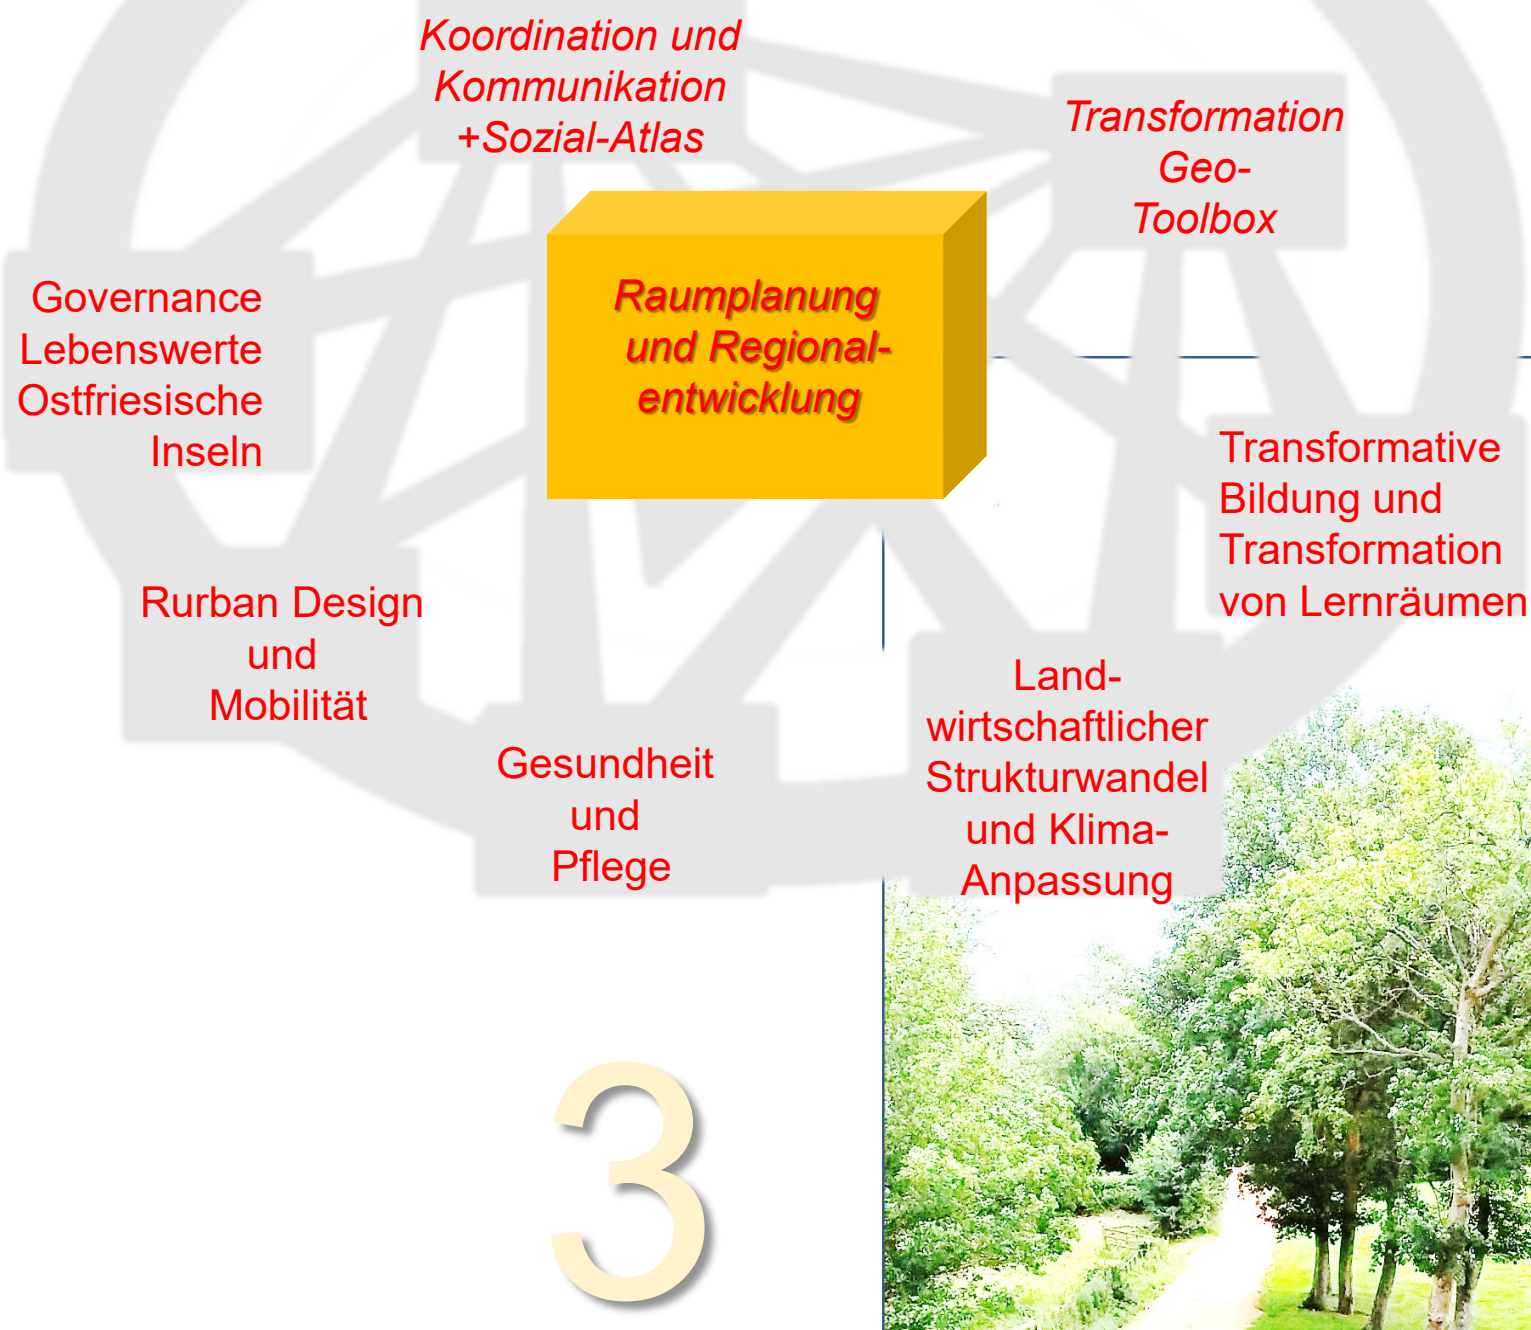 Koordination und
Kommunikation
+Sozial-Atlas
Transformation
Geo-
Toolbox
Raumplanung
und Regional-
entwicklung
Governance
Lebenswerte
Ostfriesische
Inseln
Transformative
Bildung und
Transformation
von Lernräumen
Rurban Design
und
Mobilität
Land-
wirtschaftlicher
Strukturwandel
und Klima-
Anpassung
Gesundheit
und
Pflege
3